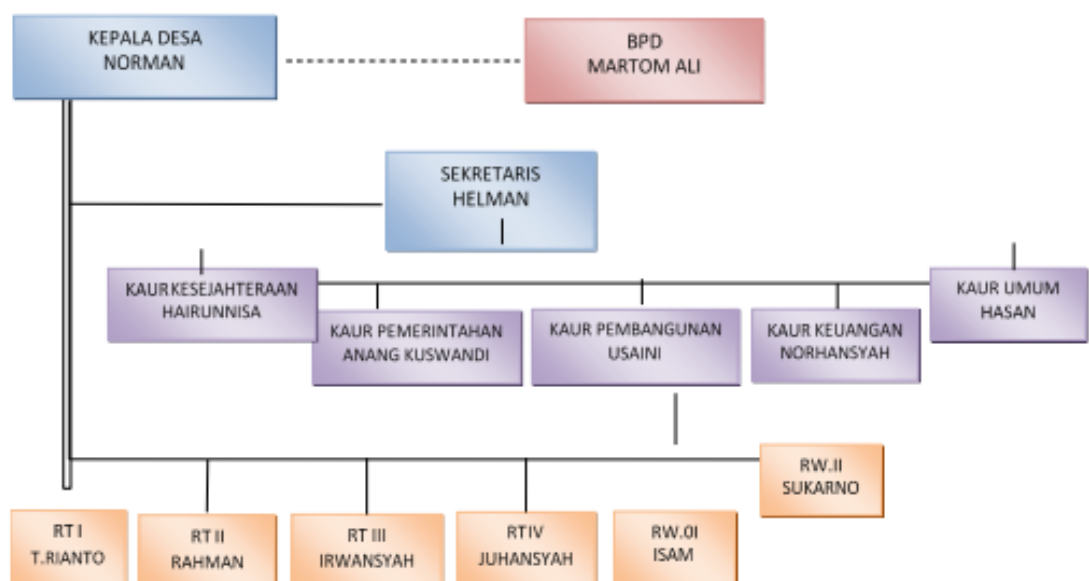 KEPALA DESA
NORMAN
BPD
MARTOM ALI
SEKRETARIS
HELMAN
KAUR KESEJAHTERAAN
HAIRUNNISA
KAUR PEMERINTAHAN
ANANG KUSWANDI
KAUR PEMBANGUNAN
USAINI
KAUR KEUANGAN
NORHANSYAH
KAUR UMUM
HASAN
RW.II
SUKARNO
RT I
T.RIANTO
RT II
RAHMAN
RT III
IRWANSYAH
RT IV
JUHANSYAH
RW.0I
ISAM